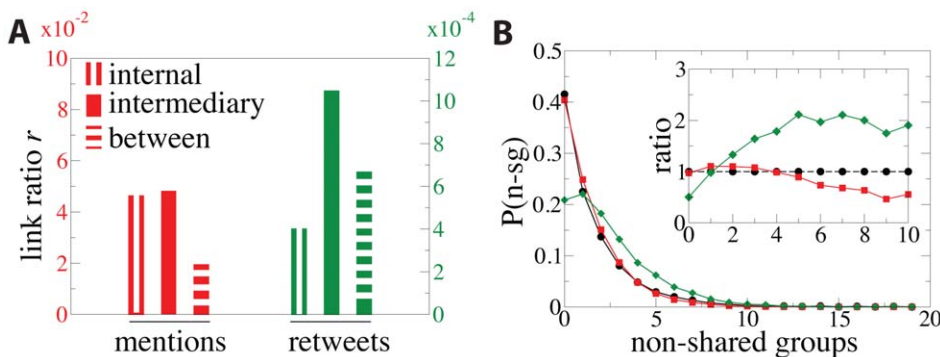 A
x10⁻²
x10⁻⁴
10
8
6
4
2
0
link ratio r
internal
intermediary
between
12
10
8
6
4
2
0
mentions
retweets
B
0.5
0.4
0.3
0.2
0.1
0
P(n-sg)
0
5
10
15
20
non-shared groups
3
2
1
0
ratio
0
2
4
6
8
10